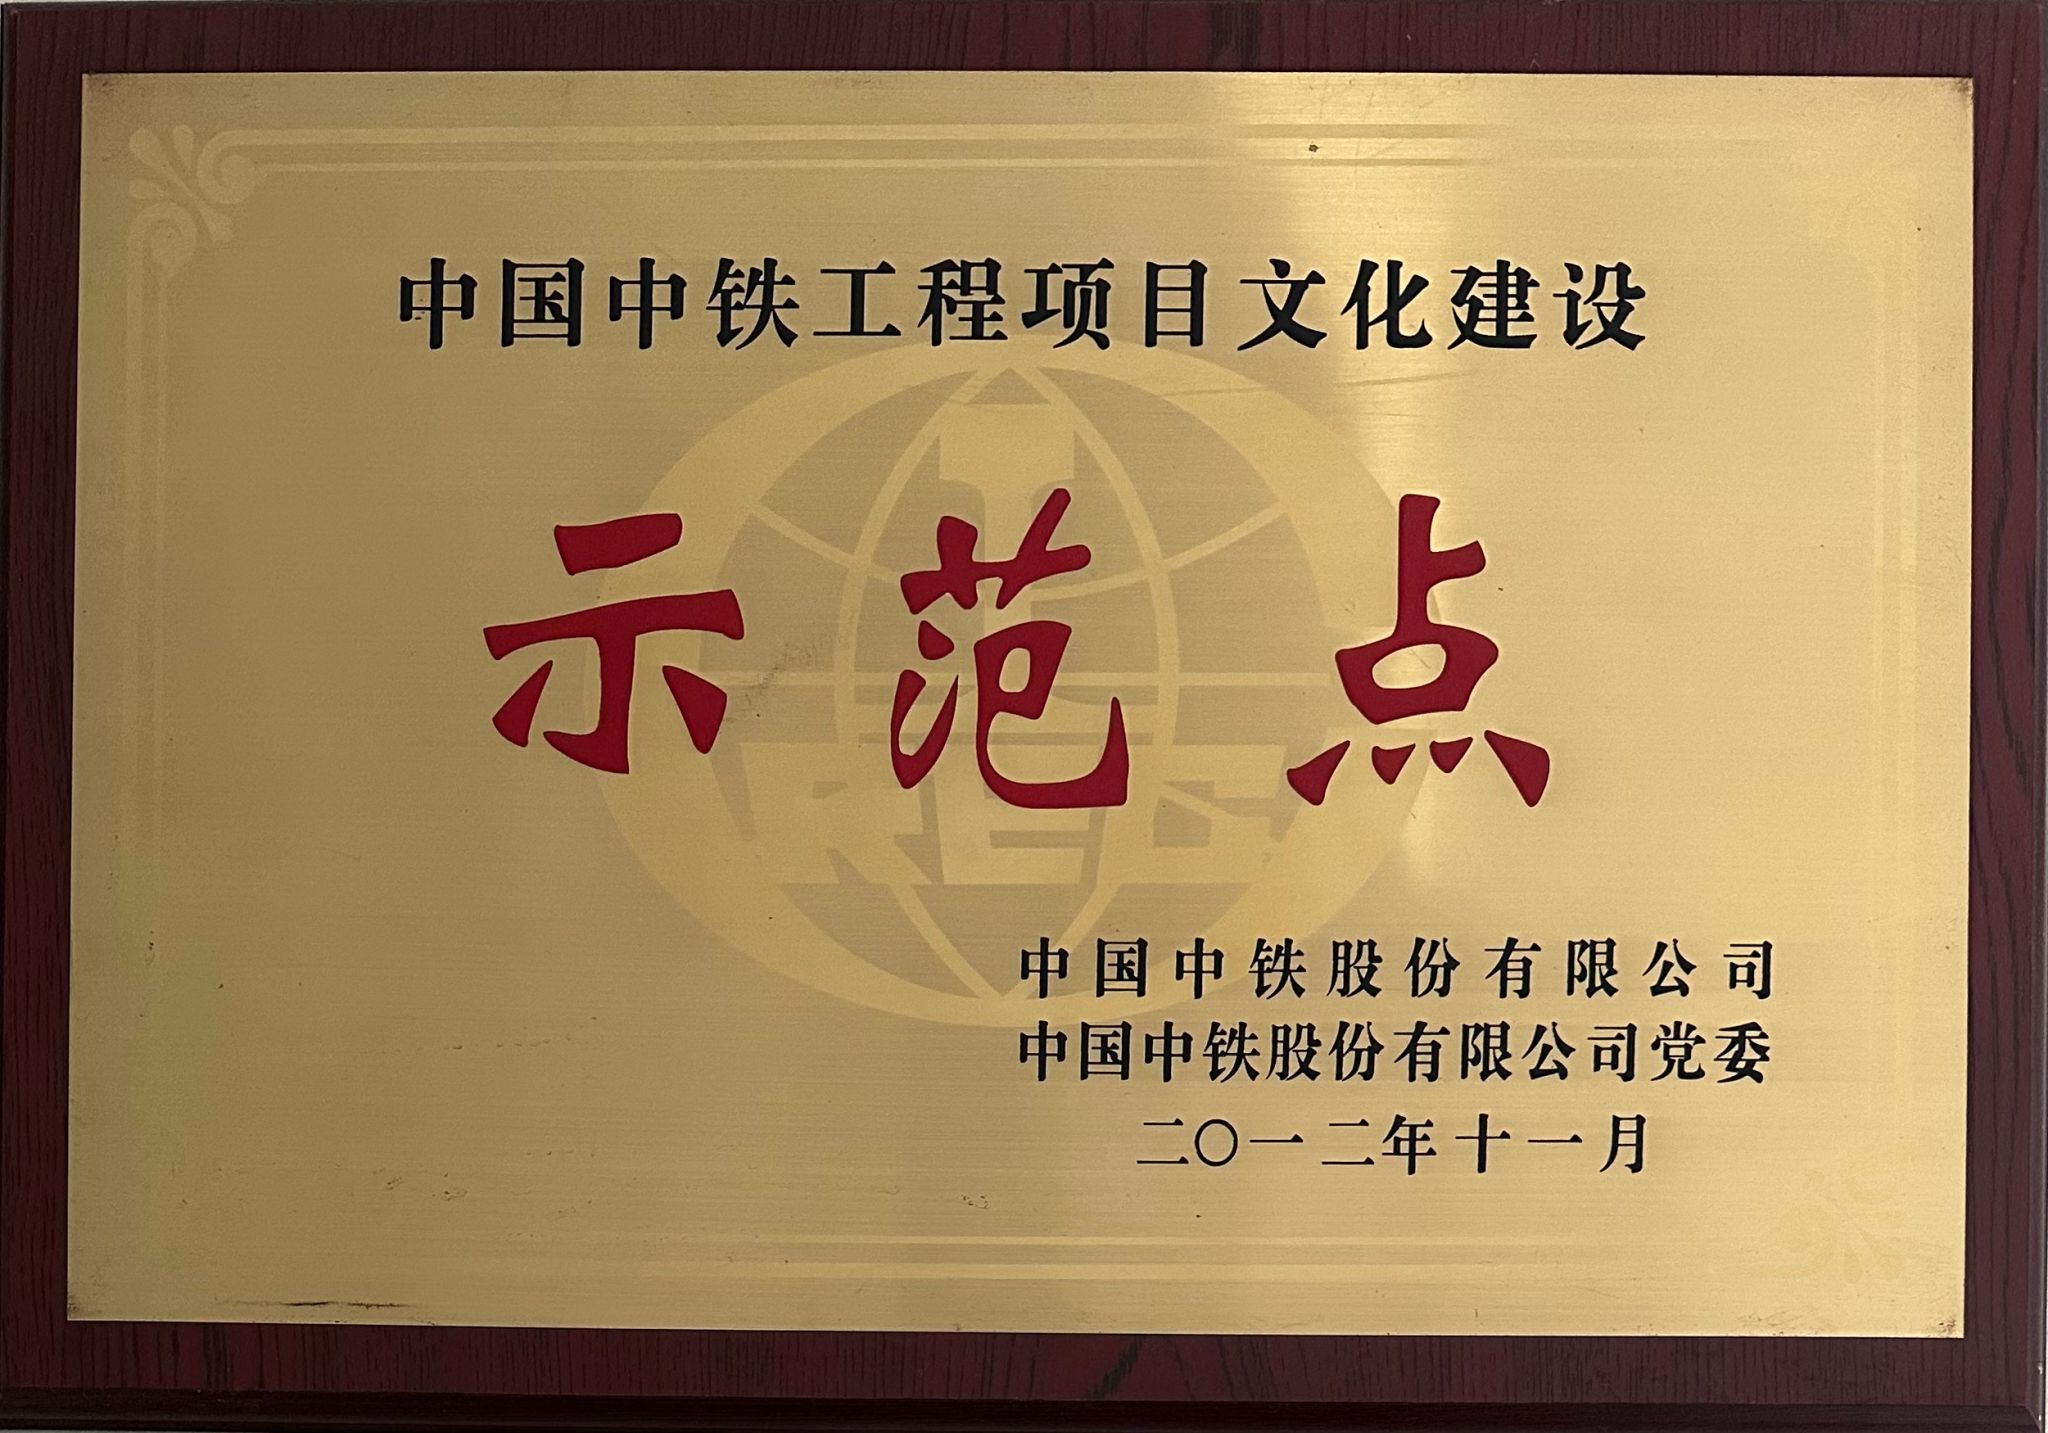 中国中铁工程项目文化建设
示范点
中国中铁股份有限公司
中国中铁股份有限公司党委
二〇一二年十一月